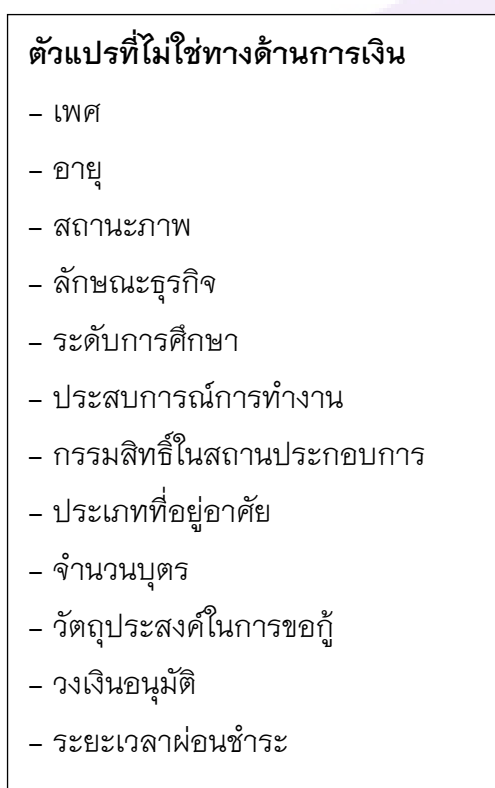 ตัวแปรที่ไม่ใช่ทางด้านการเงิน
– เพศ
– อายุ
– สถานะภาพ
– ลักษณะธุรกิจ
– ระดับการศึกษา
– ประสบการณ์การทำงาน
– กรรมสิทธิ์ในสถานประกอบการ
– ประเภทที่อยู่อาศัย
– จำนวนบุตร
– วัตถุประสงค์ในการขอกู้
– วงเงินอนุมัติ
– ระยะเวลาผ่อนชำระ